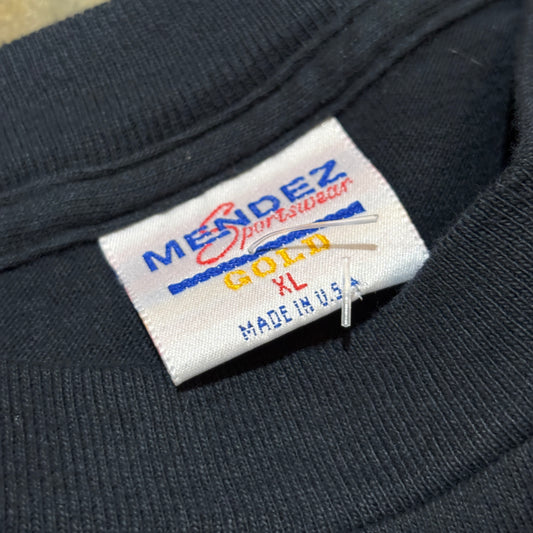 MENDEZ
Sportswear
GOLD
XL
MADE IN U.S.A